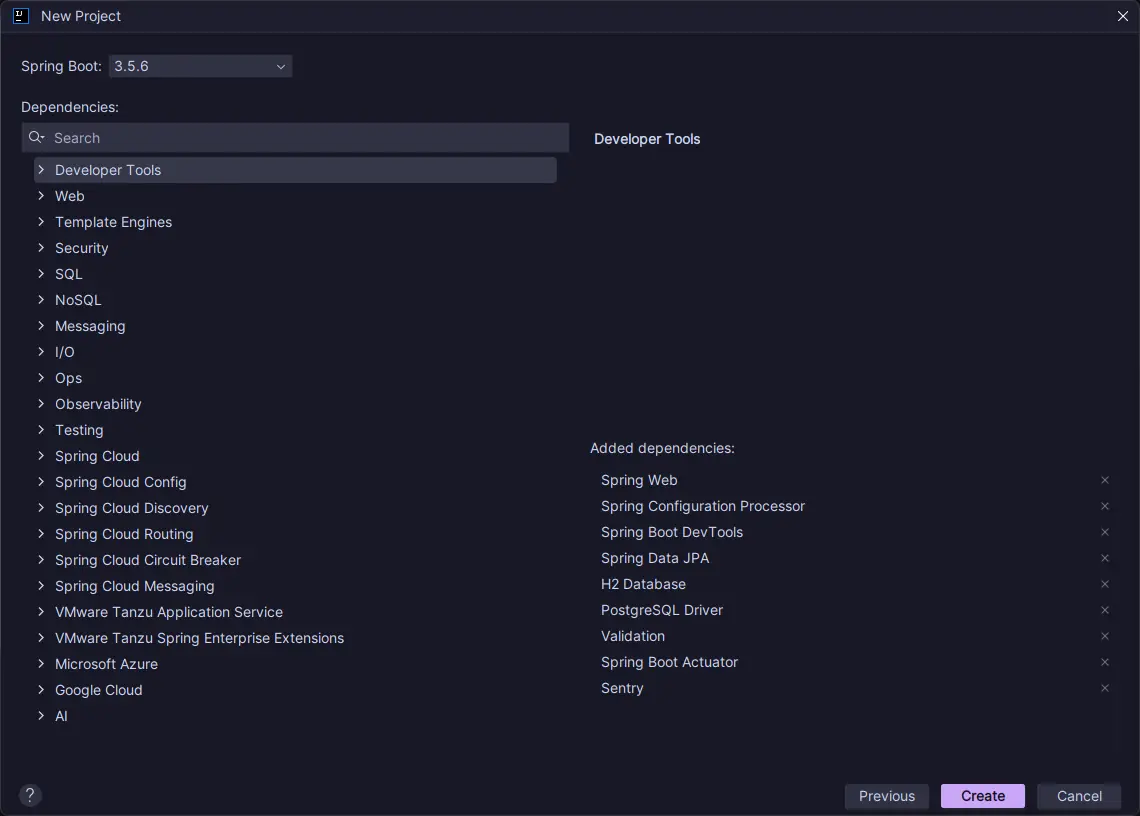 New Project
Spring Boot: 3.5.6
Dependencies:
Search
Developer Tools
Web
Template Engines
Security
SQL
NoSQL
Messaging
I/O
Ops
Observability
Testing
Spring Cloud
Spring Cloud Config
Spring Cloud Discovery
Spring Cloud Routing
Spring Cloud Circuit Breaker
Spring Cloud Messaging
VMware Tanzu Application Service
VMware Tanzu Spring Enterprise Extensions
Microsoft Azure
Google Cloud
AI
Developer Tools
Added dependencies:
Spring Web
Spring Configuration Processor
Spring Boot DevTools
Spring Data JPA
H2 Database
PostgreSQL Driver
Validation
Spring Boot Actuator
Sentry
?
Previous
Create
Cancel